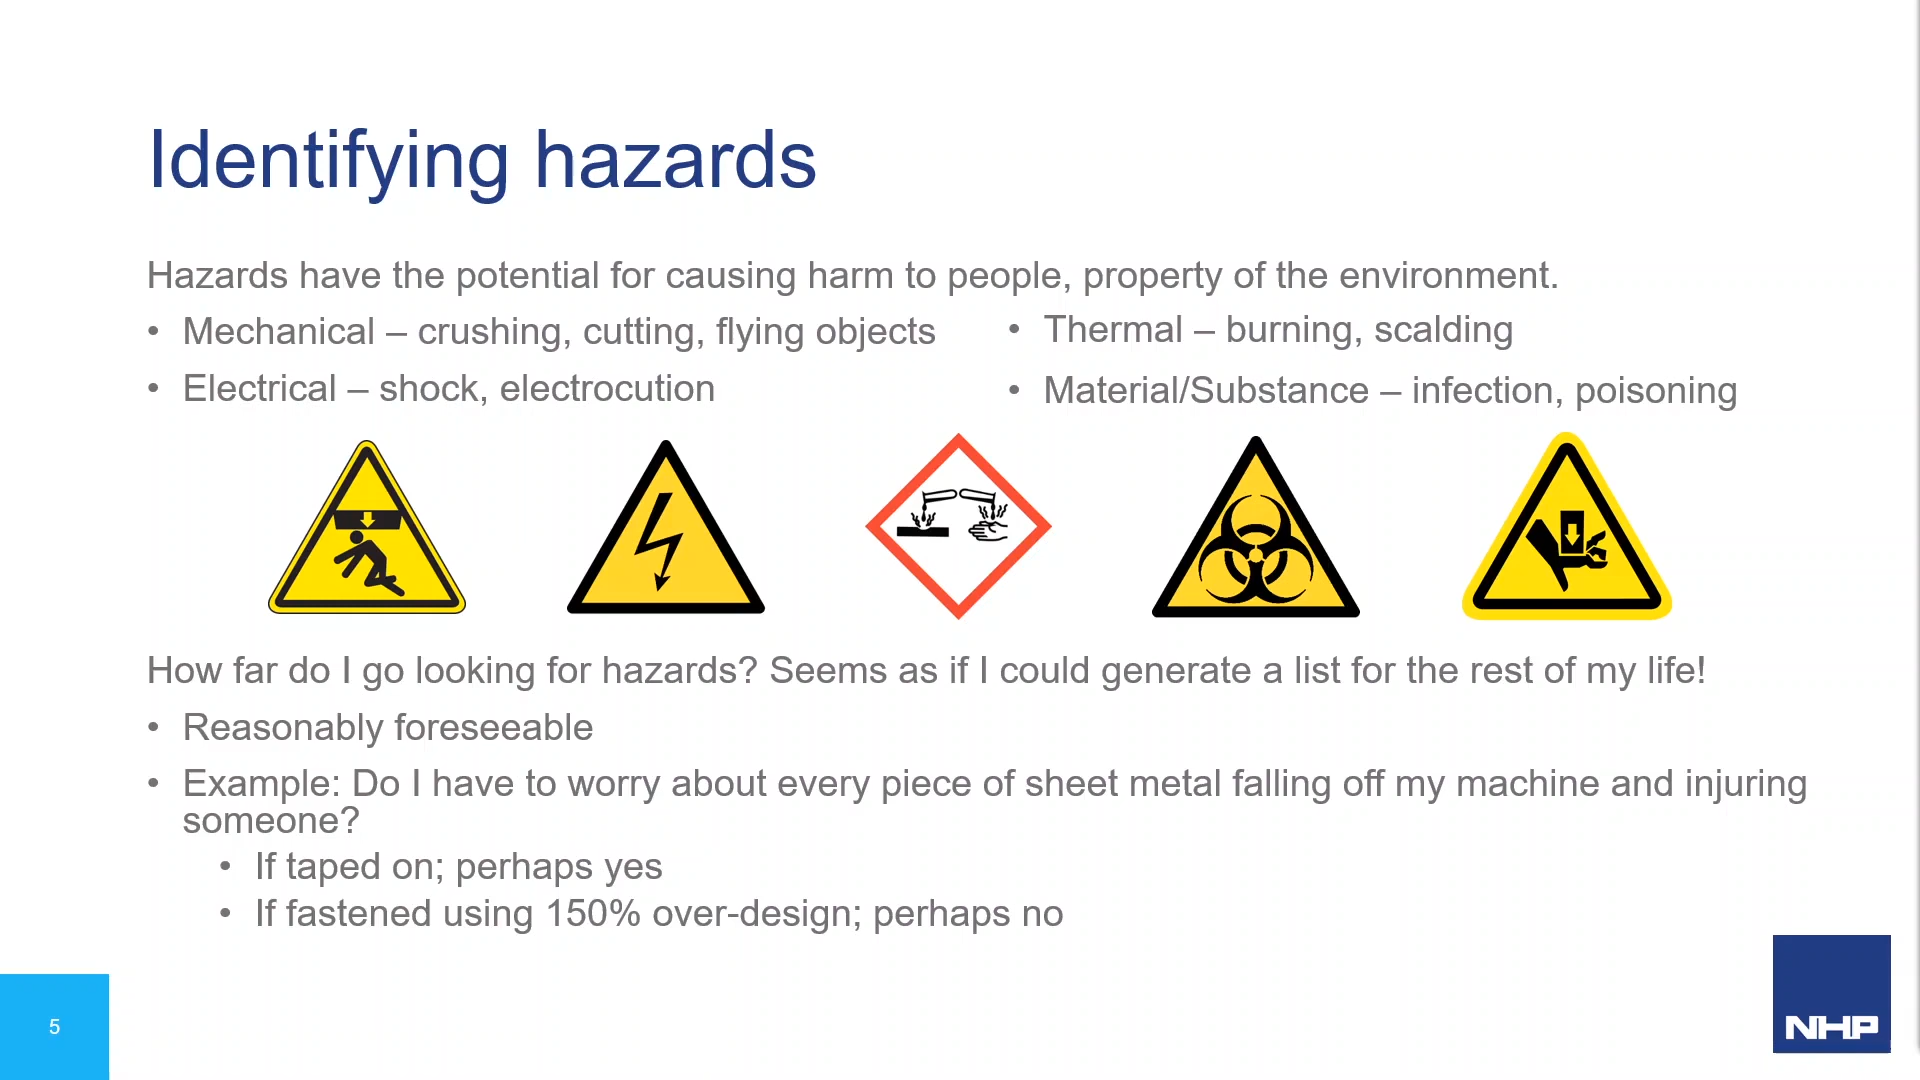 Identifying hazards
Hazards have the potential for causing harm to people, property of the environment.
• Mechanical – crushing, cutting, flying objects
• Electrical – shock, electrocution
• Thermal – burning, scalding
• Material/Substance – infection, poisoning
How far do I go looking for hazards? Seems as if I could generate a list for the rest of my life!
• Reasonably foreseeable
• Example: Do I have to worry about every piece of sheet metal falling off my machine and injuring
someone?
• If taped on; perhaps yes
• If fastened using 150% over-design; perhaps no
5
NHP